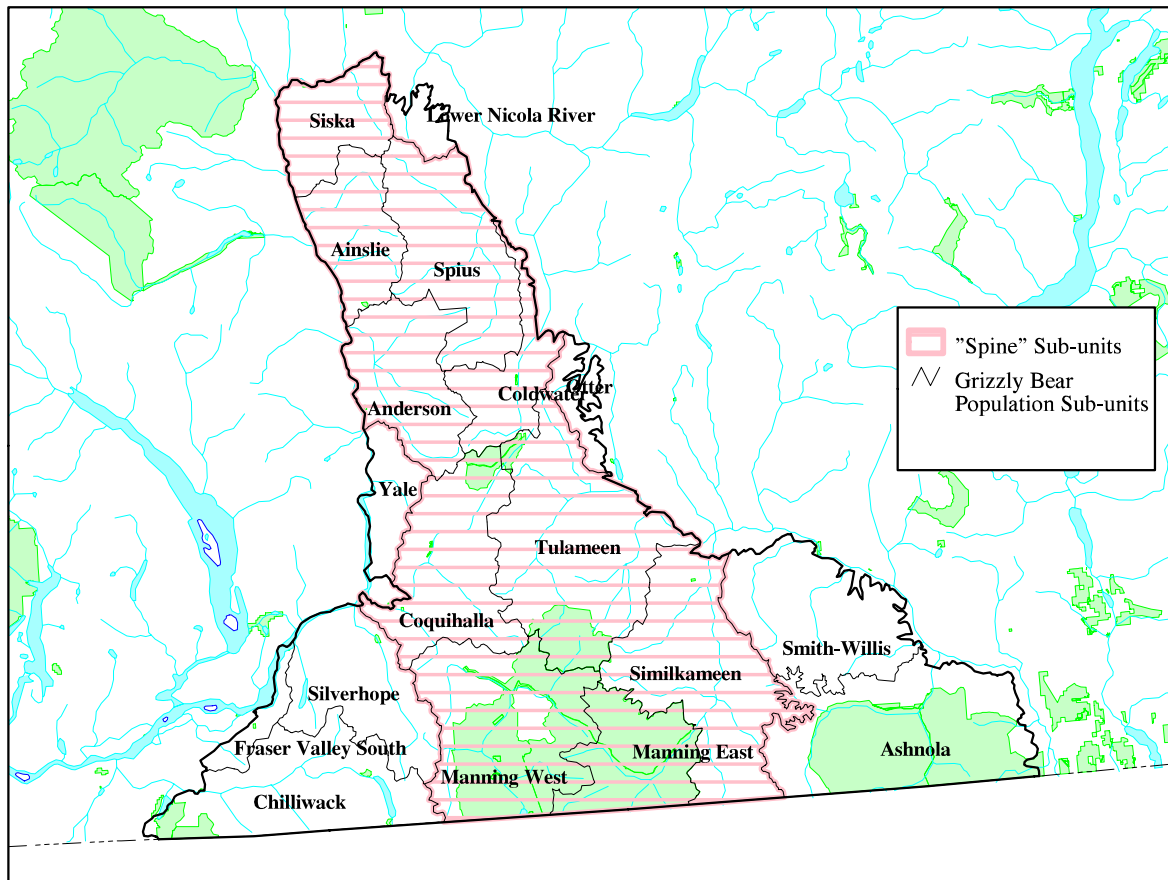 Siska
Lower Nicola River
Ainslie
Spius
"Spine" Sub-units
Grizzly Bear
Population Sub-units
Coldwater
Otter
Anderson
Yale
Tulameen
Coquihalla
Smith-Willis
Similkameen
Silverhope
Fraser Valley South
Manning East
Ashnola
Manning West
Chilliwack